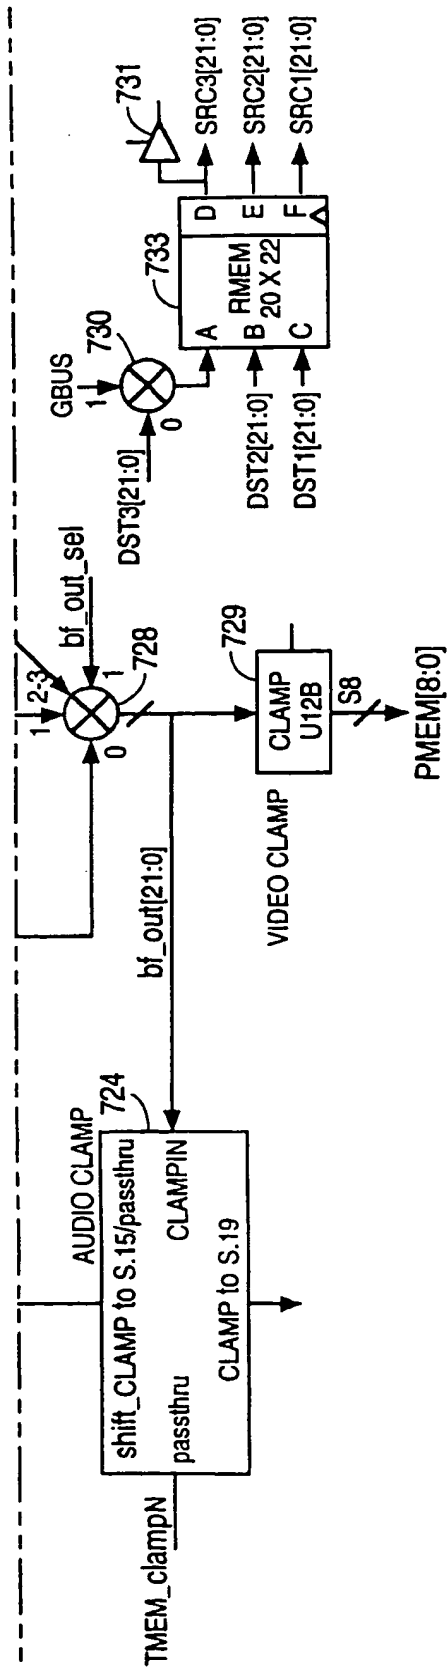 TMEM_clampN
AUDIO CLAMP
724
shift_CLAMP to S.15/passthru
passthru
CLAMPIN
CLAMP to S.19
bf_out[21:0]
1
2-3
bf_out_sel
0
1
728
VIDEO CLAMP
729
CLAMP
U12B
S8
PMEM[8:0]
GBUS
1
730
DST3[21:0]
0
DST2[21:0]
DST1[21:0]
733
A
B
C
RMEM
20 X 22
D
E
F
731
SRC3[21:0]
SRC2[21:0]
SRC1[21:0]